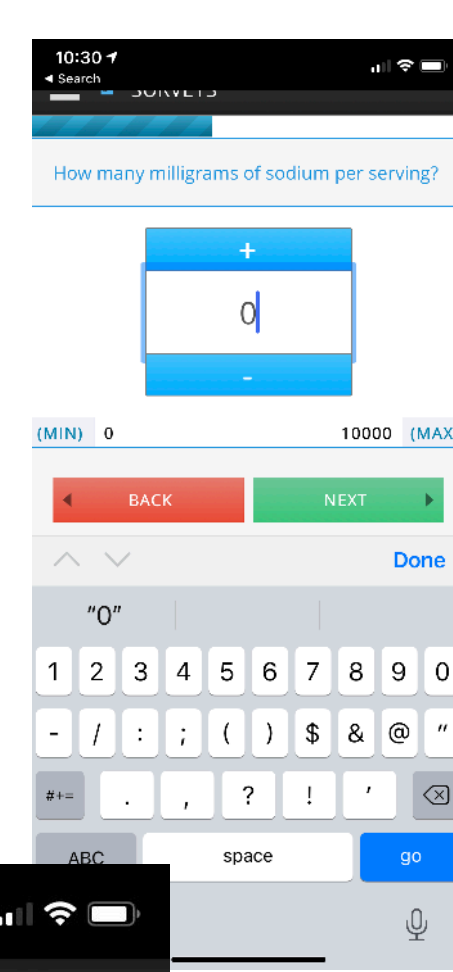 10:30
◀ Search
SURVEYS
How many milligrams of sodium per serving?
+
0
-
(MIN) 0 10000 (MAX
BACK NEXT
Done
"0"
1 2 3 4 5 6 7 8 9 0
- / : ; ( ) $ & @ "
#+= . , ? ! '
ABC space go